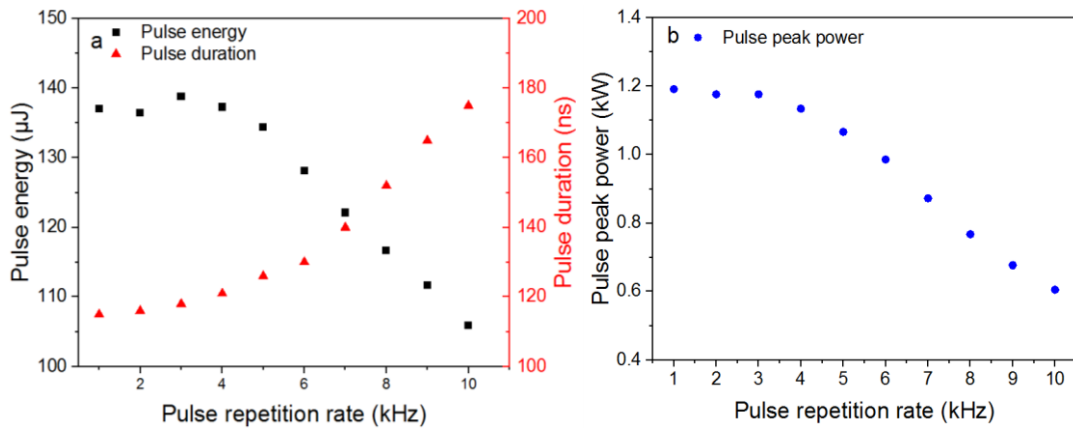 a
Pulse energy
Pulse duration
150
140
130
120
110
100
Pulse energy (µJ)
200
180
160
140
120
100
Pulse duration (ns)
2
4
6
8
10
Pulse repetition rate (kHz)
b
Pulse peak power
1.4
1.2
1.0
0.8
0.6
0.4
Pulse peak power (kW)
1 2 3 4 5 6 7 8 9 10
Pulse repetition rate (kHz)